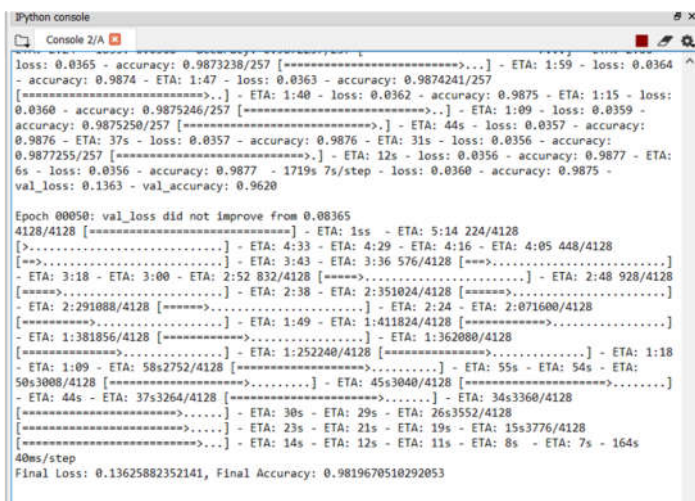 IPython console
Console 2/A
loss: 0.0365 - accuracy: 0.9873238/257 [===========================>...] - ETA: 1:59 - loss: 0.0364
- accuracy: 0.9874 - ETA: 1:47 - loss: 0.0363 - accuracy: 0.9874241/257
[===========================>..] - ETA: 1:40 - loss: 0.0362 - accuracy: 0.9875 - ETA: 1:15 - loss:
0.0360 - accuracy: 0.9875246/257 [===========================>..] - ETA: 1:09 - loss: 0.0359 -
accuracy: 0.9875250/257 [============================>.] - ETA: 44s - loss: 0.0357 - accuracy:
0.9876 - ETA: 37s - loss: 0.0357 - accuracy: 0.9876 - ETA: 31s - loss: 0.0356 - accuracy:
0.9877255/257 [============================>.] - ETA: 12s - loss: 0.0356 - accuracy: 0.9877 - ETA:
6s - loss: 0.0356 - accuracy: 0.9877  - 1719s 7s/step - loss: 0.0360 - accuracy: 0.9875 -
val_loss: 0.1363 - val_accuracy: 0.9620
Epoch 00050: val_loss did not improve from 0.08365
4128/4128 [==============================] - ETA: 1ss  - ETA: 5:14 224/4128
[>.............................] - ETA: 4:33 - ETA: 4:29 - ETA: 4:16 - ETA: 4:05 448/4128
[==>...........................] - ETA: 3:43 - ETA: 3:36 576/4128 [===>..........................]
- ETA: 3:18 - ETA: 3:00 - ETA: 2:52 832/4128 [=====>........................] - ETA: 2:48 928/4128
[=====>........................] - ETA: 2:38 - ETA: 2:351024/4128 [======>.......................]
- ETA: 2:291088/4128 [======>.......................] - ETA: 2:24 - ETA: 2:071600/4128
[==========>...................] - ETA: 1:49 - ETA: 1:411824/4128 [============>.................]
- ETA: 1:381856/4128 [============>.................] - ETA: 1:362080/4128
[==============>...............] - ETA: 1:252240/4128 [===============>..............] - ETA: 1:18
- ETA: 1:09 - ETA: 58s2752/4128 [==================>...........] - ETA: 55s - ETA: 54s - ETA:
50s3008/4128 [====================>.........] - ETA: 45s3040/4128 [=====================>........]
- ETA: 44s - ETA: 37s3264/4128 [======================>.......] - ETA: 34s3360/4128
[=======================>......] - ETA: 30s - ETA: 29s - ETA: 26s3552/4128
[========================>.....] - ETA: 23s - ETA: 21s - ETA: 19s - ETA: 15s3776/4128
[==========================>...] - ETA: 14s - ETA: 12s - ETA: 11s - ETA: 8s  - ETA: 7s - 164s
40ms/step
Final Loss: 0.13625882352141, Final Accuracy: 0.9819670510292053